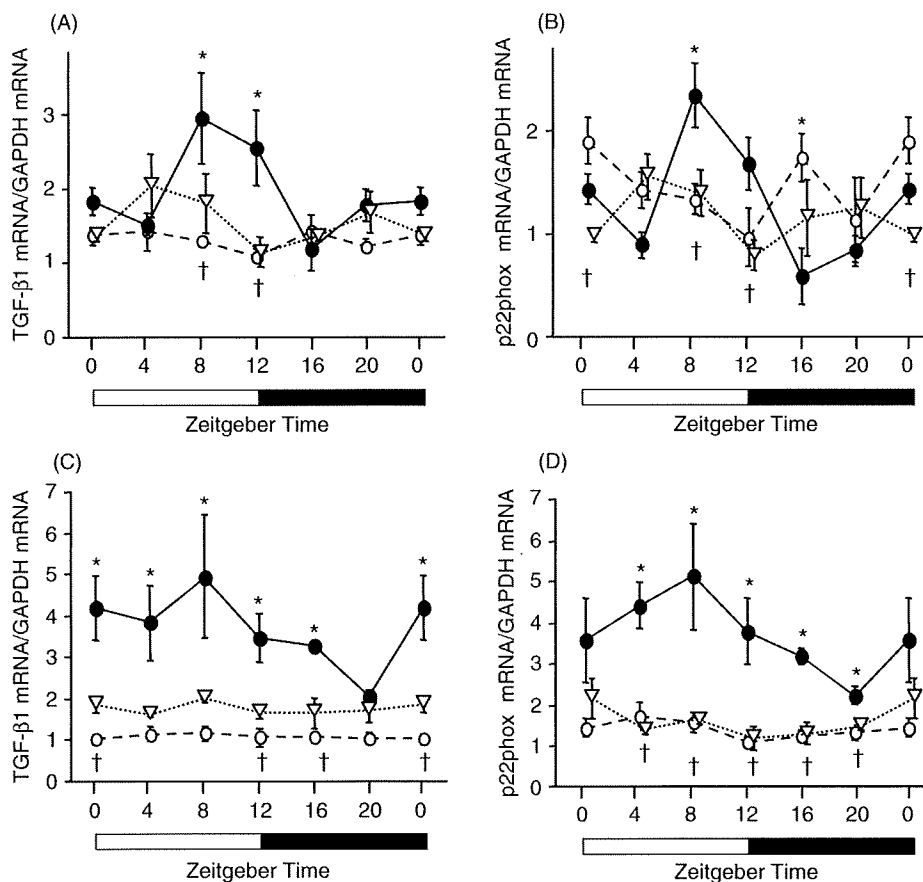 (A)
TGF-β1 mRNA/GAPDH mRNA
3
2
1
0
* *
† †
0 4 8 12 16 20 0
Zeitgeber Time
(B)
p22phox mRNA/GAPDH mRNA
2
1
0
* *
† † † †
0 4 8 12 16 20 0
Zeitgeber Time
(C)
TGF-β1 mRNA/GAPDH mRNA
7
6
5
4
3
2
1
0
* * * * * *
† † † †
0 4 8 12 16 20 0
Zeitgeber Time
(D)
p22phox mRNA/GAPDH mRNA
7
6
5
4
3
2
1
0
* * * * *
† † † † †
0 4 8 12 16 20 0
Zeitgeber Time